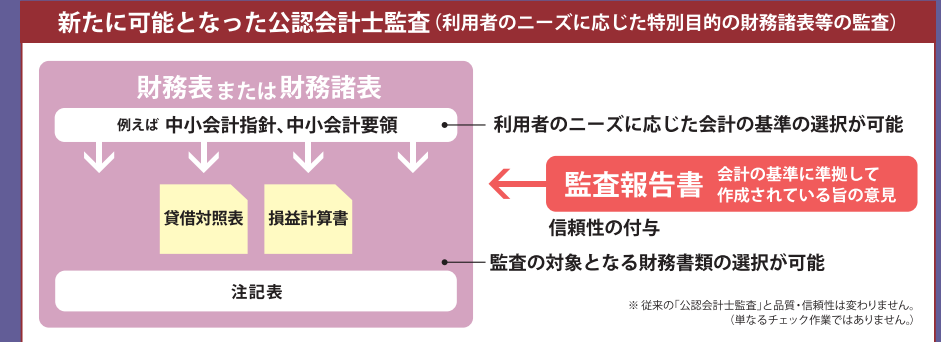 新たに可能となった公認会計士監査（利用者のニーズに応じた特別目的の財務諸表等の監査）
財務表または財務諸表
例えば 中小会計指針、中小会計要領
利用者のニーズに応じた会計の基準の選択が可能
監査報告書
会計の基準に準拠して
作成されている旨の意見
貸借対照表
損益計算書
信頼性の付与
監査の対象となる財務書類の選択が可能
注記表
※ 従来の「公認会計士監査」と品質・信頼性は変わりません。
（単なるチェック作業ではありません。）